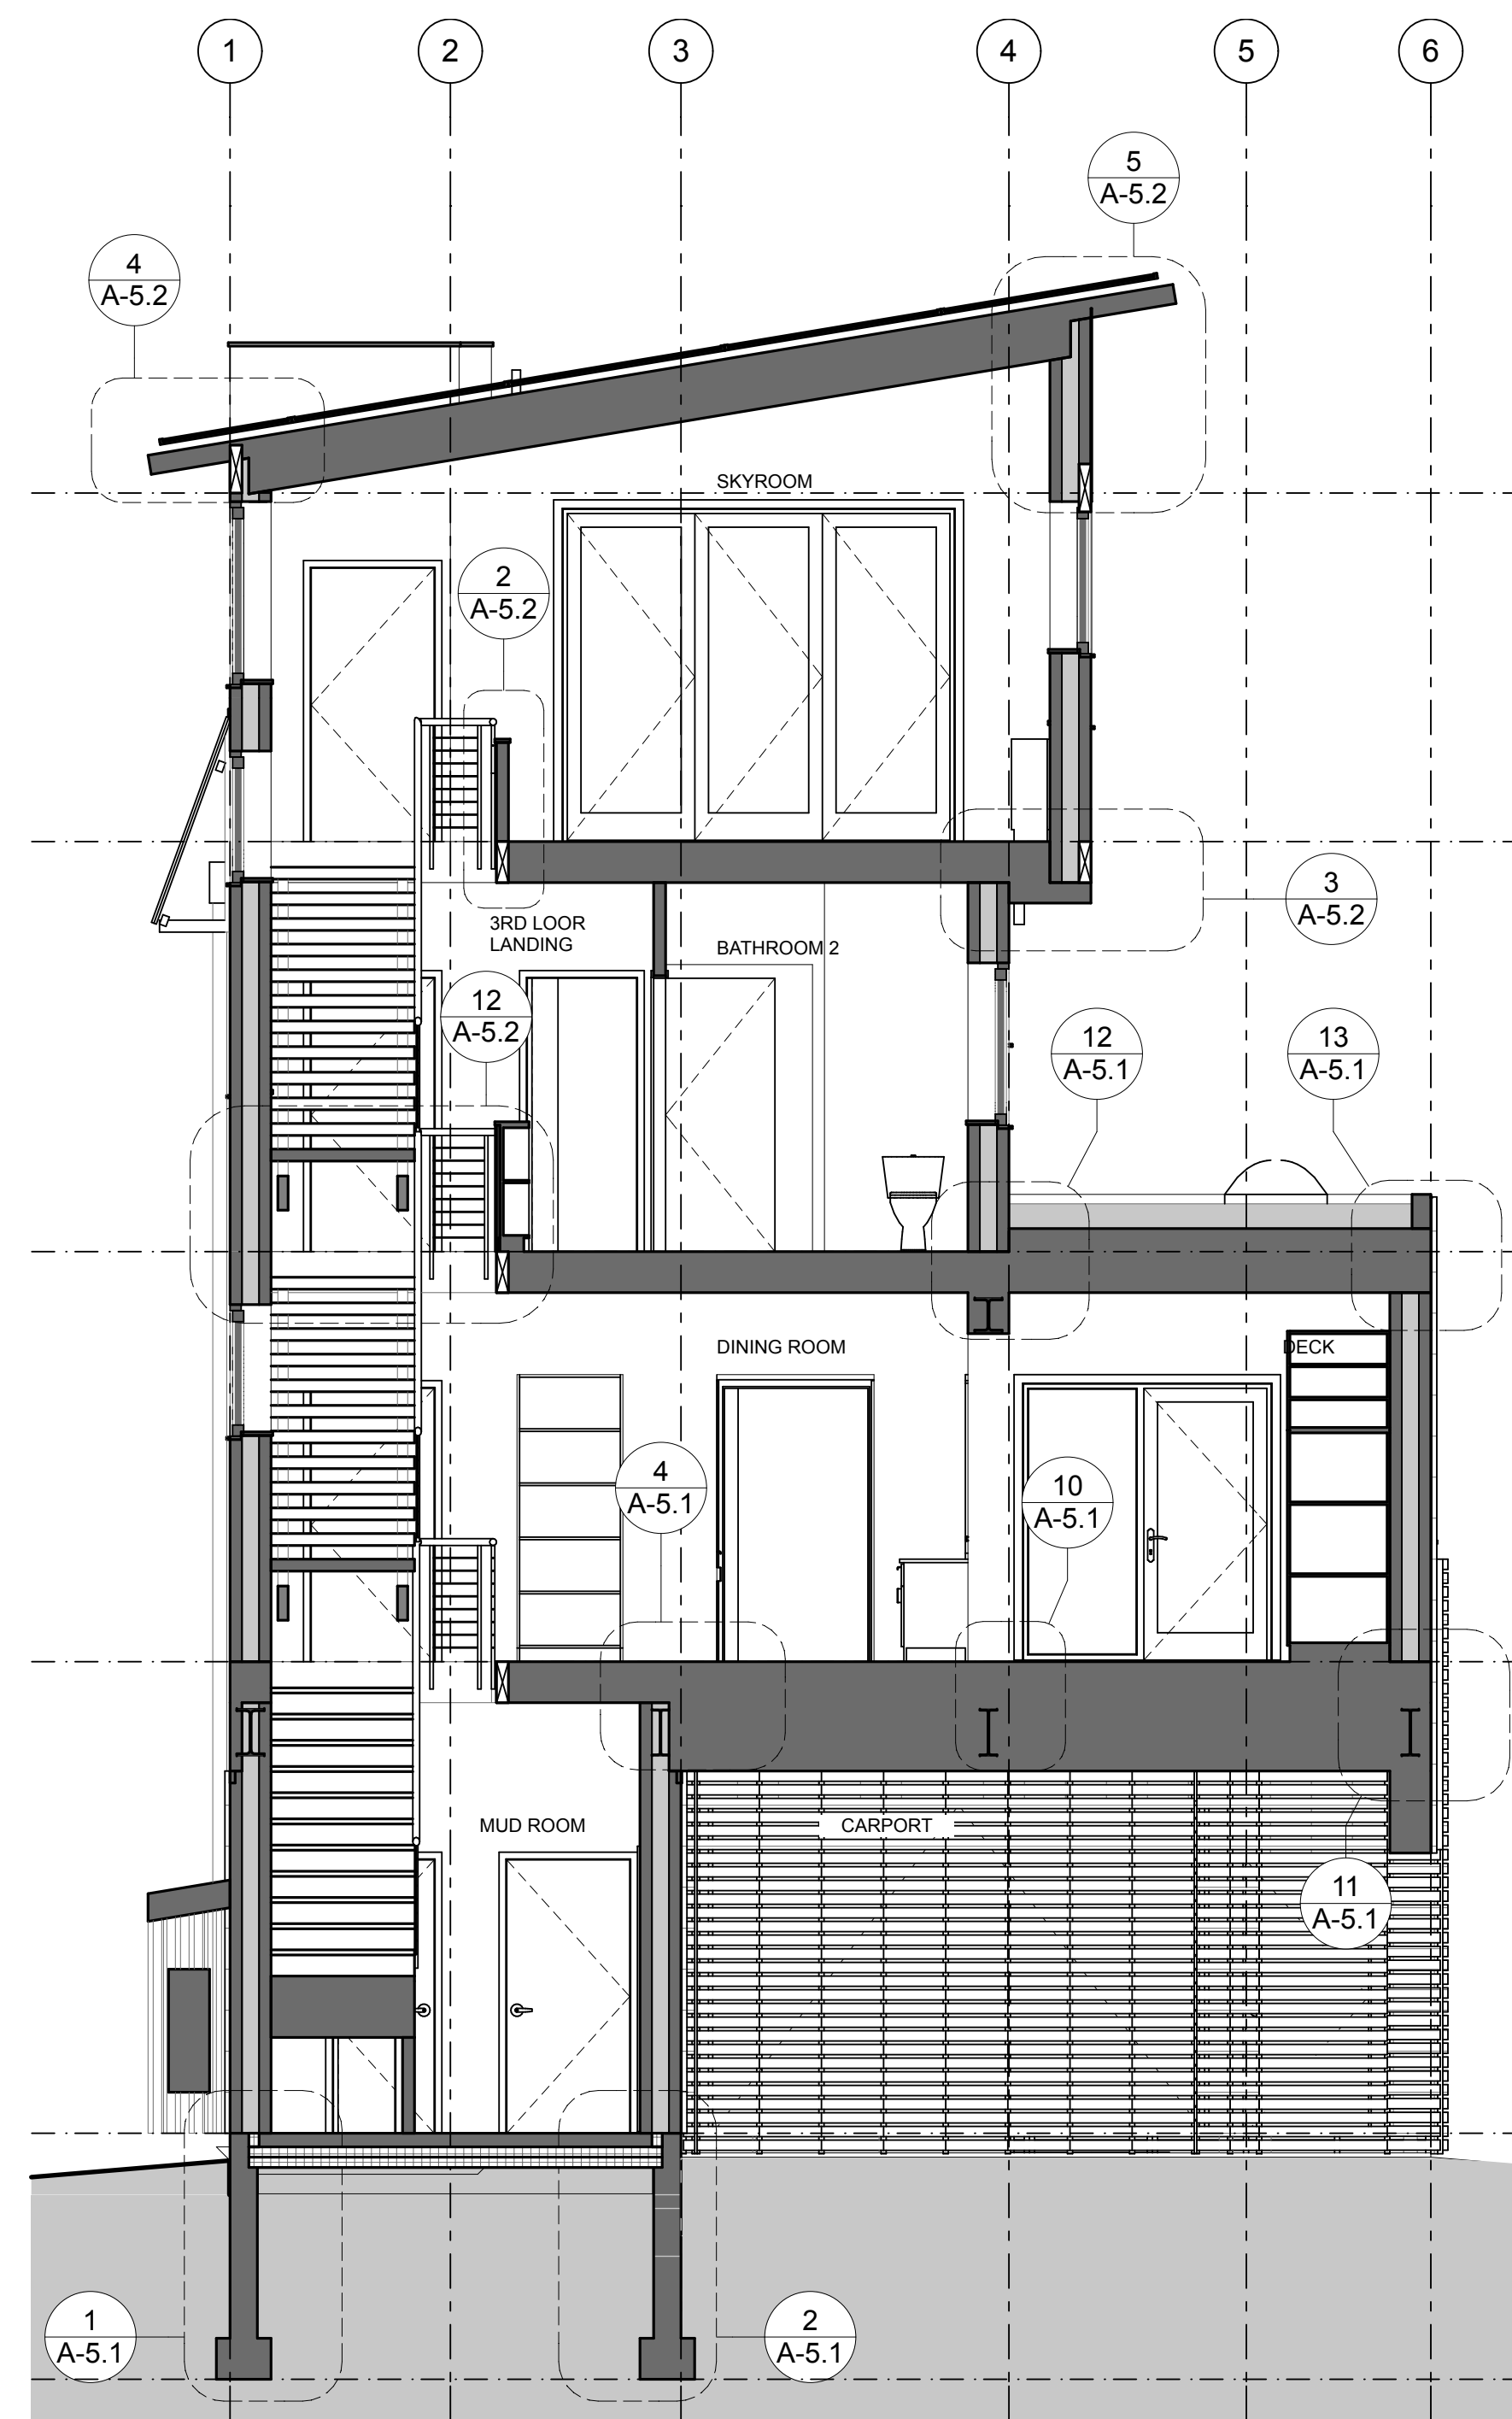 1
2
3
4
5
6
5
A-5.2
4
A-5.2
SKYROOM
2
A-5.2
3
A-5.2
3RD LOOR
LANDING
BATHROOM 2
12
A-5.2
12
A-5.1
13
A-5.1
DINING ROOM
DECK
4
A-5.1
10
A-5.1
MUD ROOM
CARPORT
11
A-5.1
1
A-5.1
2
A-5.1